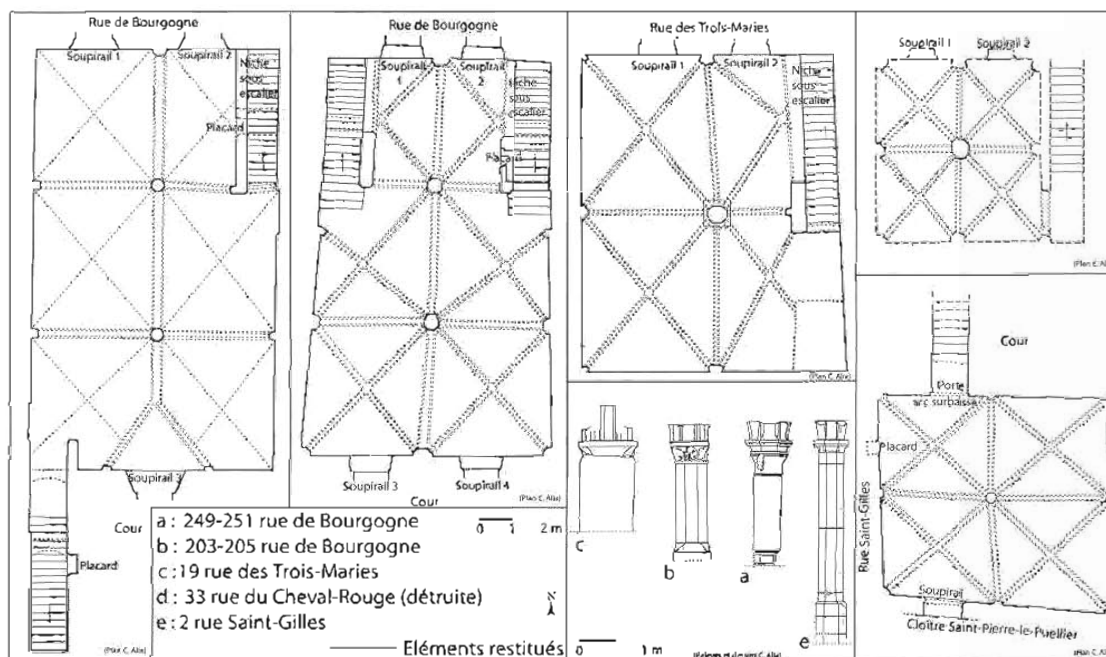 Rue de Bourgogne
Soupirail 1
Soupirail 2
Niche
sous
escalier
Placard
Soupirail 3
Cour
Placard
(Plan C. Alix)
Rue de Bourgogne
Soupirail
1
Soupirail
2
Niche
sous
escalier
Placard
Soupirail 3
Soupirail 4
Cour
(Plan C. Alix)
Rue des Trois-Maries
Soupirail 1
Soupirail 2
Niche
sous
escalier
(Plan C. Alix)
Soupirail 1
Soupirail 2
(Plan C. Alix)
Cour
Porte
arc surbaissé
Placard
Rue Saint-Gilles
Soupirail
Cloître Saint-Pierre-le-Puellier
(Plan C. Alix)
a : 249-251 rue de Bourgogne
b : 203-205 rue de Bourgogne
c : 19 rue des Trois-Maries
d : 33 rue du Cheval-Rouge (détruite)
e : 2 rue Saint-Gilles
0 1 2 m
N
Eléments restitués
c
b
a
e
0 1 m